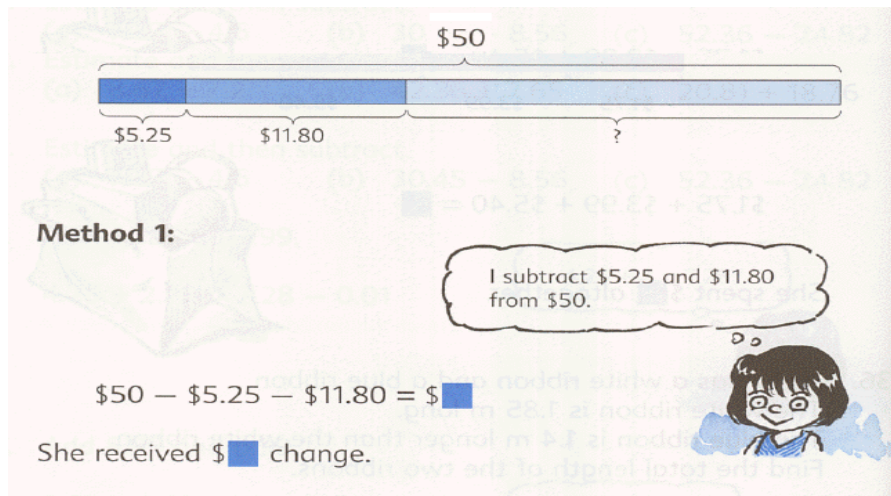 $50
$5.25 $11.80 ?
Method 1:
I subtract $5.25 and $11.80
from $50.
$50 – $5.25 – $11.80 = $
She received $ change.